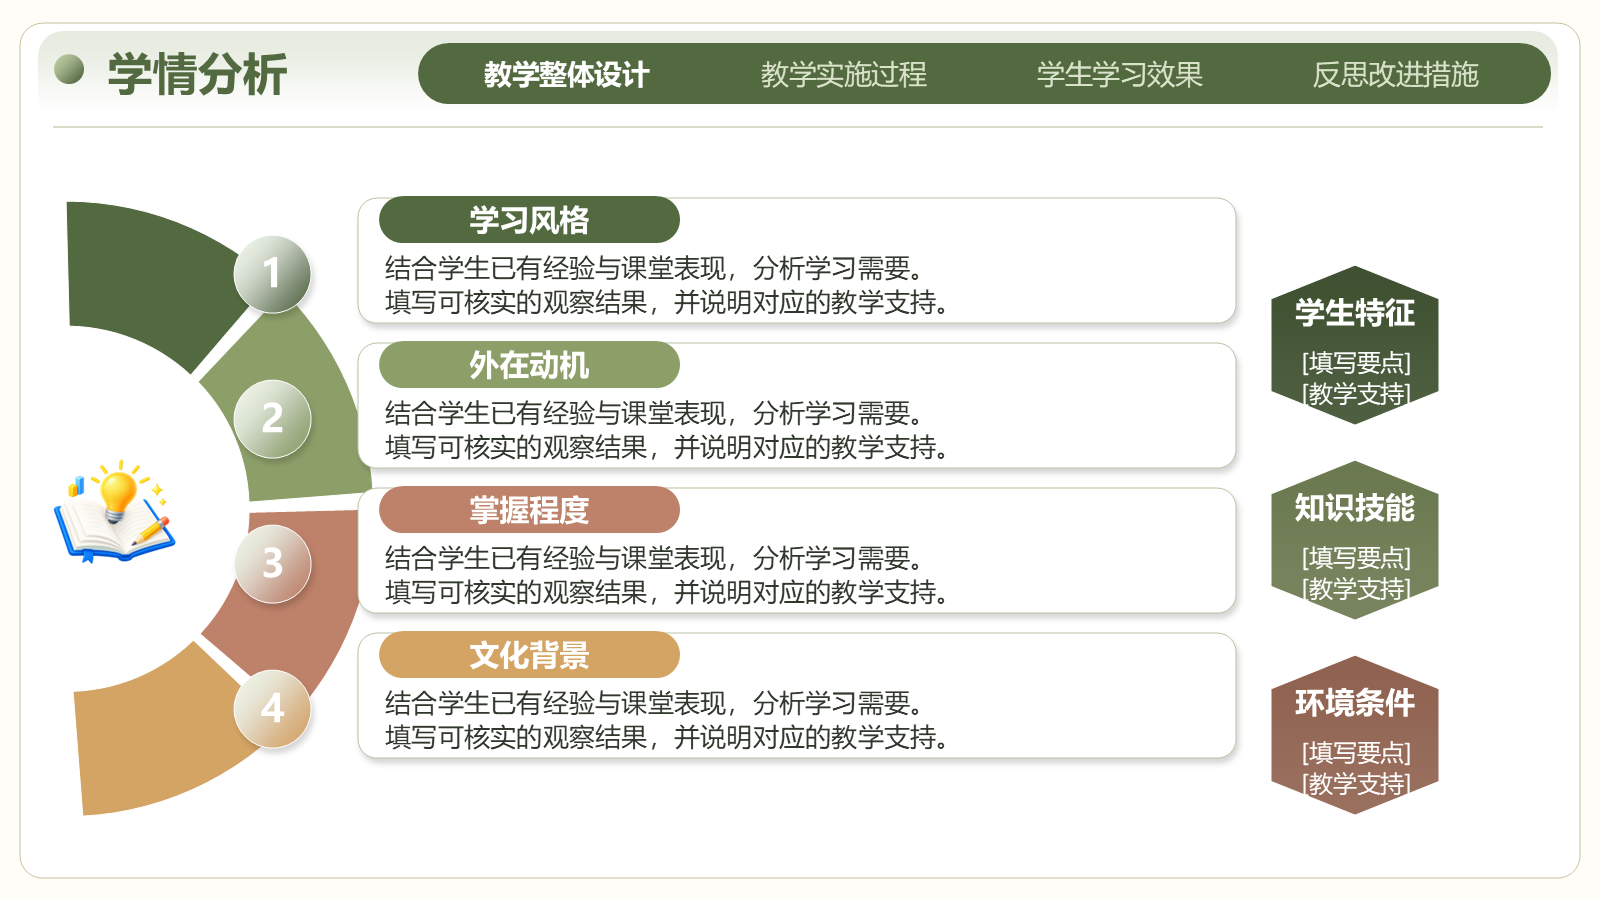 学情分析
教学整体设计
教学实施过程
学生学习效果
反思改进措施
1
学习风格
结合学生已有经验与课堂表现，分析学习需要。
填写可核实的观察结果，并说明对应的教学支持。
2
外在动机
结合学生已有经验与课堂表现，分析学习需要。
填写可核实的观察结果，并说明对应的教学支持。
3
掌握程度
结合学生已有经验与课堂表现，分析学习需要。
填写可核实的观察结果，并说明对应的教学支持。
4
文化背景
结合学生已有经验与课堂表现，分析学习需要。
填写可核实的观察结果，并说明对应的教学支持。
学生特征
[填写要点]
[教学支持]
知识技能
[填写要点]
[教学支持]
环境条件
[填写要点]
[教学支持]